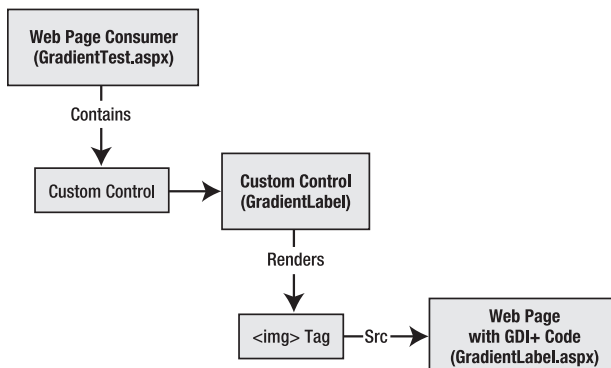 Web Page Consumer
(GradientTest.aspx)
Contains
Custom Control
Custom Control
(GradientLabel)
Renders
<img> Tag
Src
Web Page
with GDI+ Code
(GradientLabel.aspx)